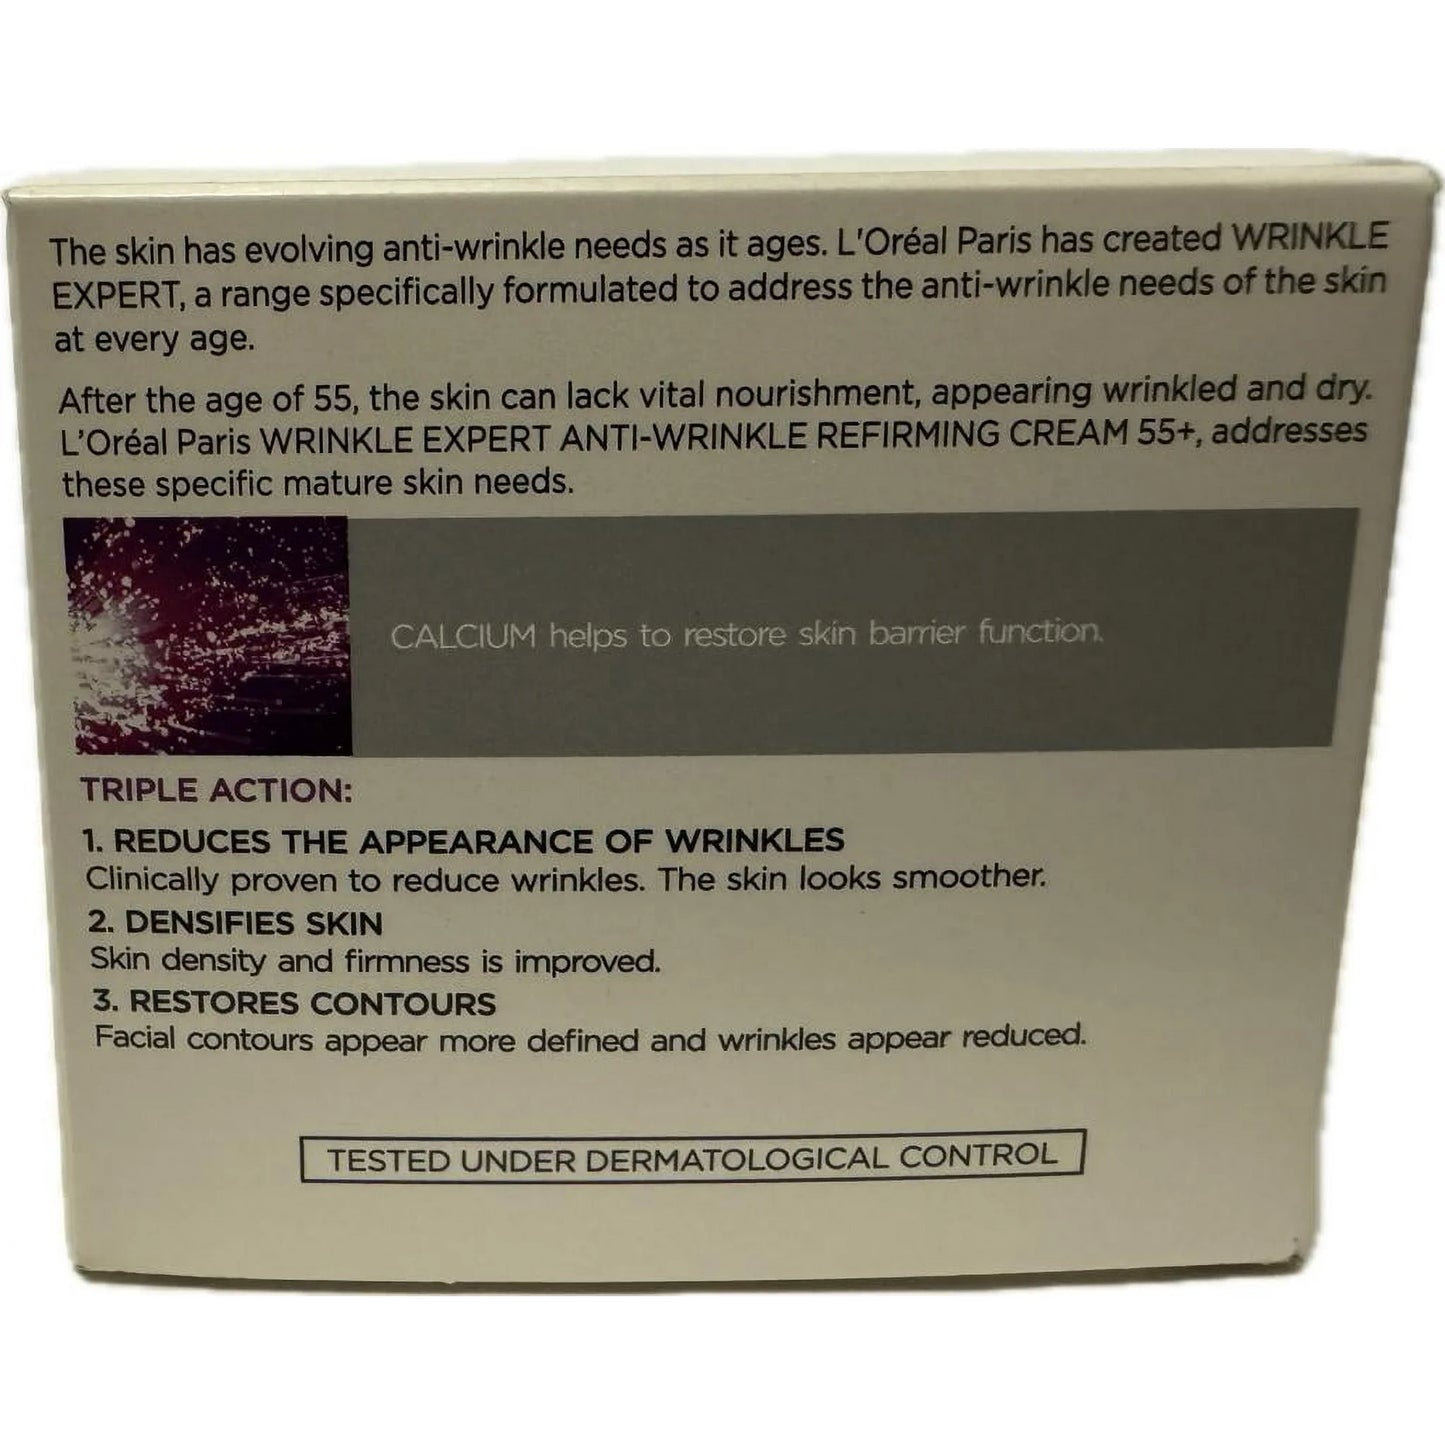 The skin has evolving anti-wrinkle needs as it ages. L'Oréal Paris has created WRINKLE
EXPERT, a range specifically formulated to address the anti-wrinkle needs of the skin
at every age.
After the age of 55, the skin can lack vital nourishment, appearing wrinkled and dry.
L'Oréal Paris WRINKLE EXPERT ANTI-WRINKLE REFIRMING CREAM 55+, addresses
these specific mature skin needs.
CALCIUM helps to restore skin barrier function.
TRIPLE ACTION:
1. REDUCES THE APPEARANCE OF WRINKLES
Clinically proven to reduce wrinkles. The skin looks smoother.
2. DENSIFIES SKIN
Skin density and firmness is improved.
3. RESTORES CONTOURS
Facial contours appear more defined and wrinkles appear reduced.
TESTED UNDER DERMATOLOGICAL CONTROL